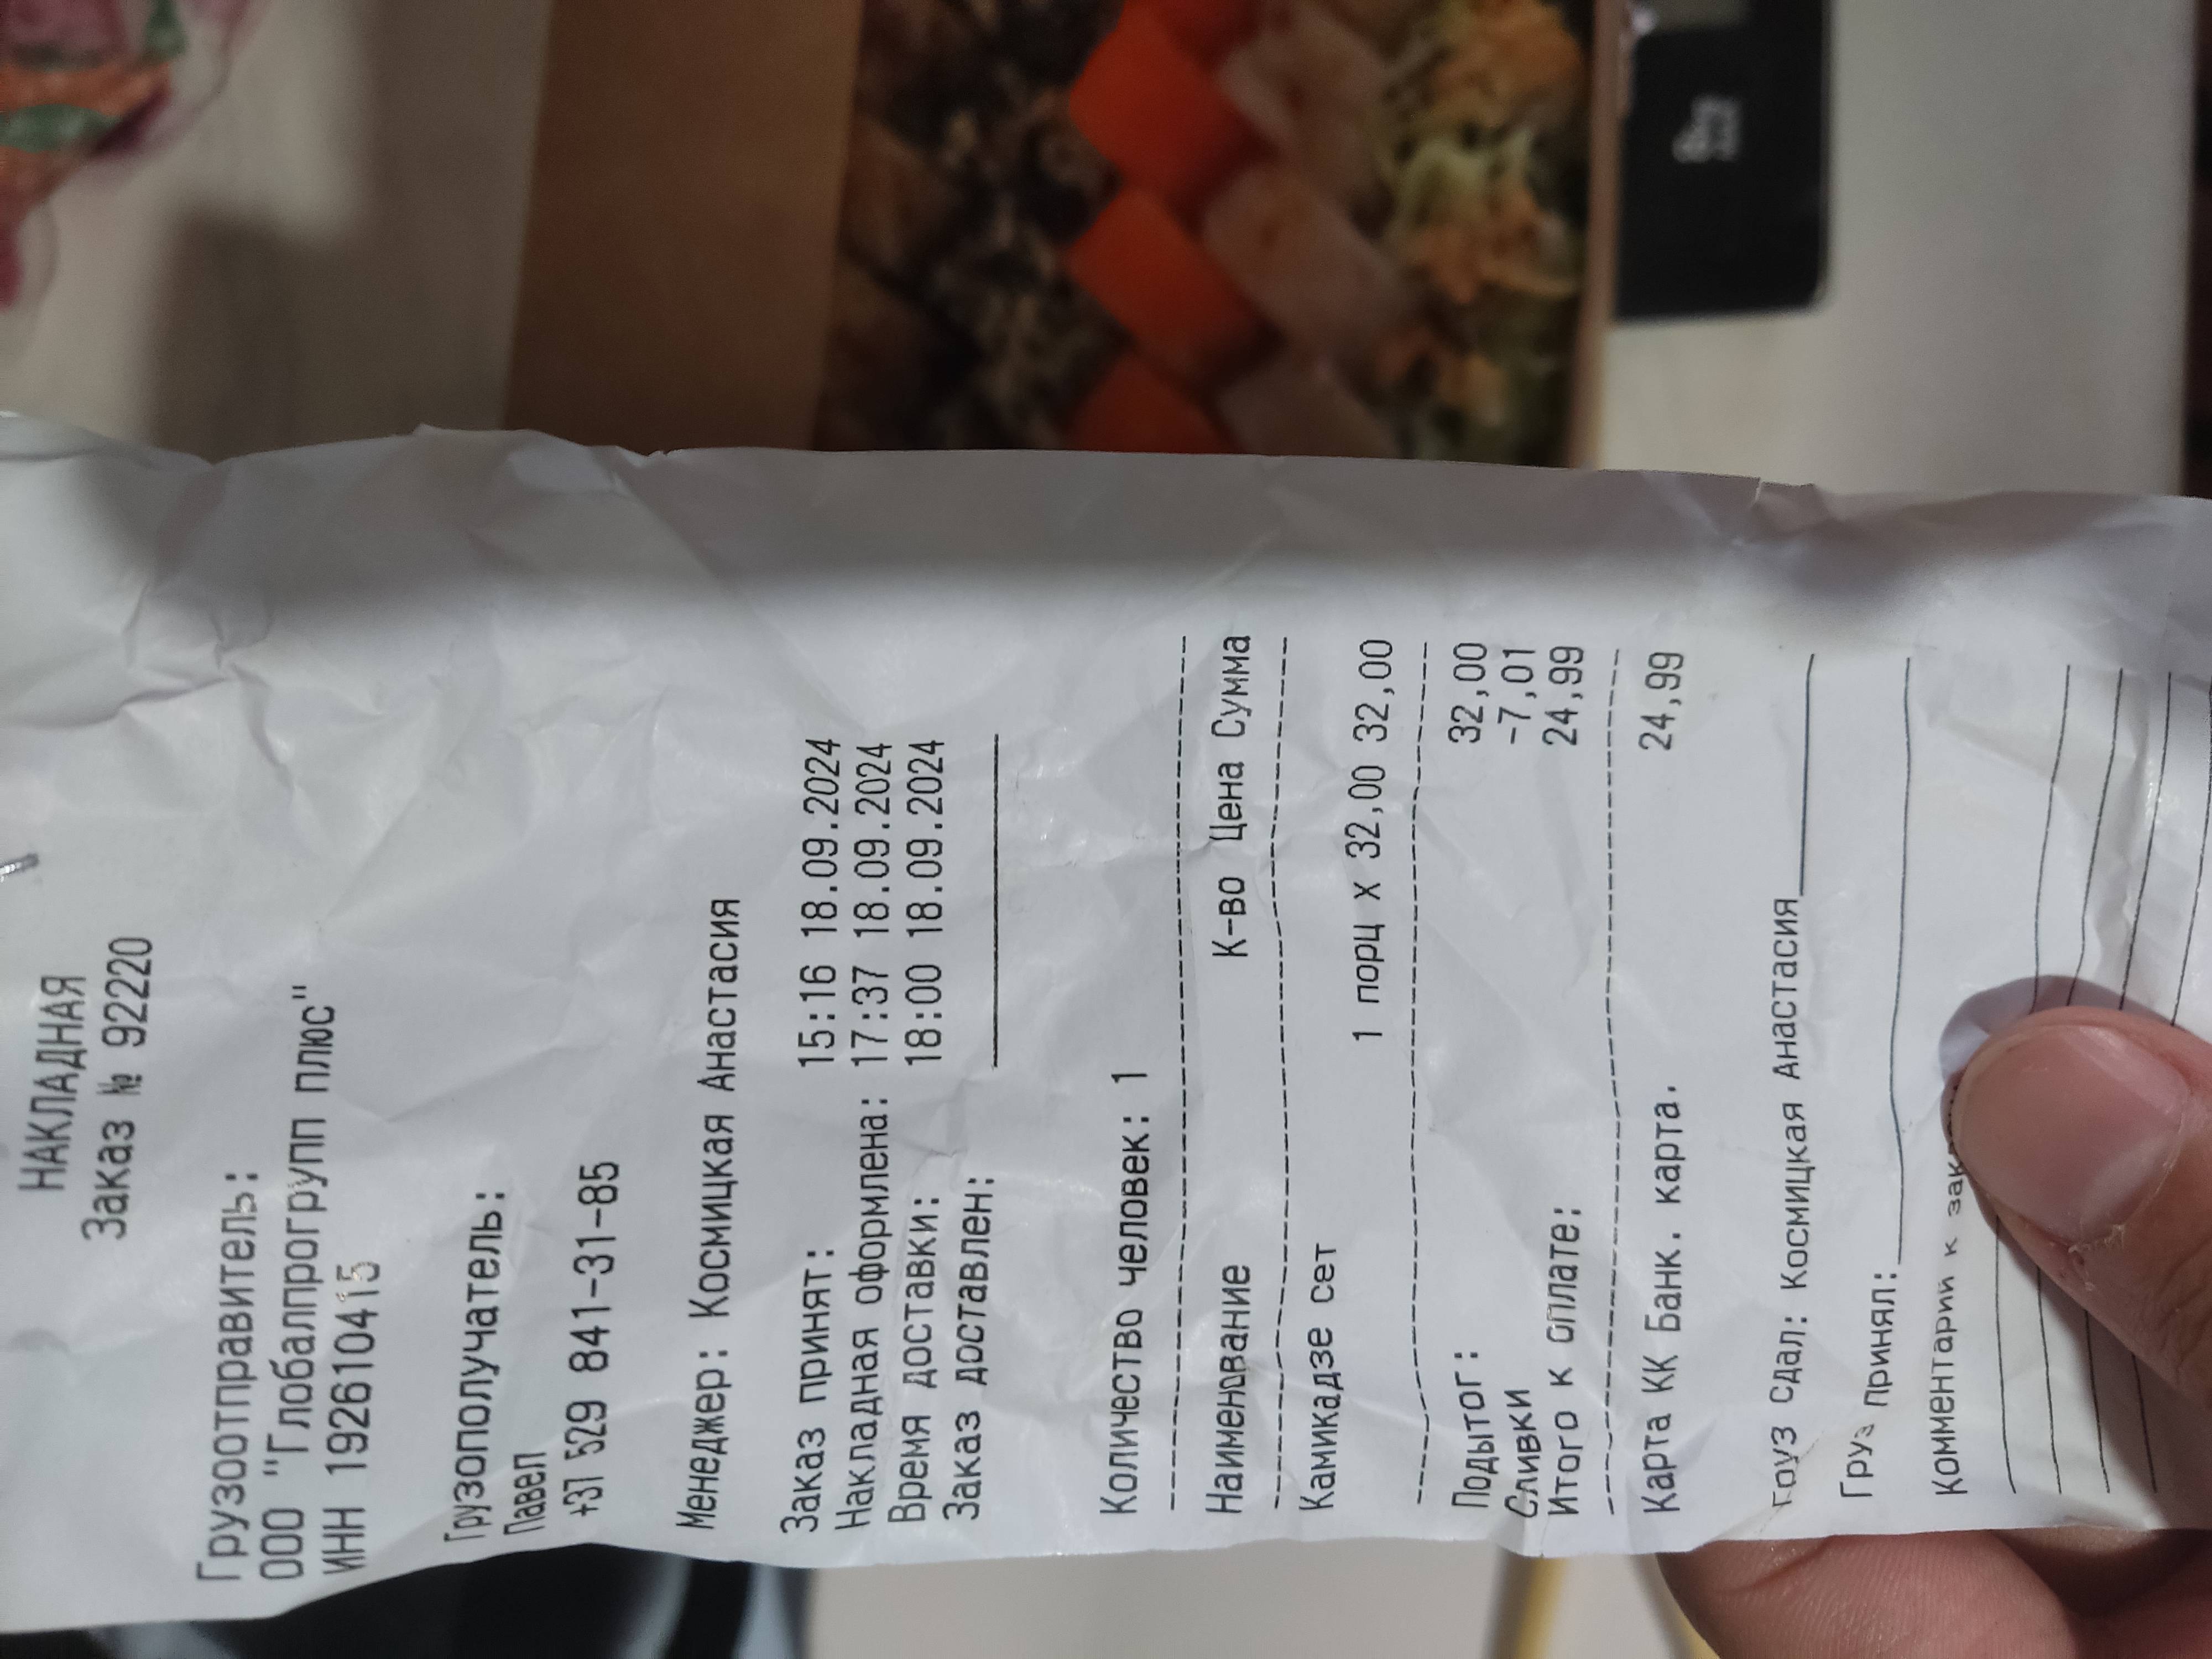 НАКЛАДНАЯ
Заказ № 92220
Грузоотправитель:
ООО "Глобалпрогрупп плюс"
ИНН 192610415
Грузополучатель:
Павел
+31 529 841-31-85
Менеджер: Космицкая Анастасия
Заказ принят: 15:16 18.09.2024
Накладная оформлена: 17:37 18.09.2024
Время доставки: 18:00 18.09.2024
Заказ доставлен:
Количество человек: 1
Наименование К-во Цена Сумма
Камикадзе сет
1 порц x 32,00 32,00
Подытог: 32,00
Сливки -7,01
Итого к оплате: 24,99
Карта КК Банк. карта. 24,99
Груз сдал: Космицкая Анастасия
Груз принял:
Комментарий к